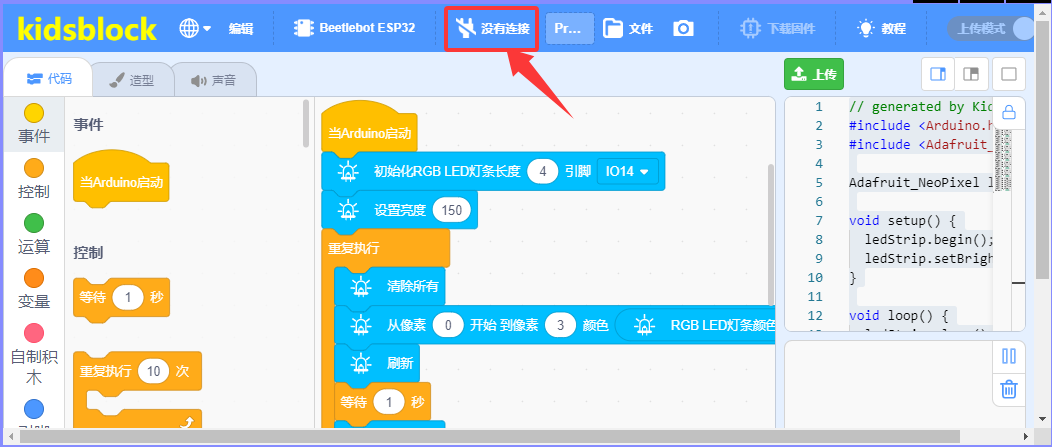 kidsblock 编辑 Beetlebot ESP32 没有连接 Pr... 文件 下载固件 教程 上传模式
代码 造型 声音 上传
事件
控制
运算
变量
自制积
木
事件
当Arduino启动
控制
等待 1 秒
重复执行 10 次
当Arduino启动
初始化RGB LED灯条长度 4 引脚 IO14
设置亮度 150
重复执行
清除所有
从像素 0 开始 到像素 3 颜色 RGB LED灯条颜色
刷新
等待 1 秒
1 // generated by Kid
2 #include <Arduino.h
3 #include <Adafruit_
4
5 Adafruit_NeoPixel l
6
7 void setup() {
8 ledStrip.begin();
9 ledStrip.setBrigh
10 }
11
12 void loop() {